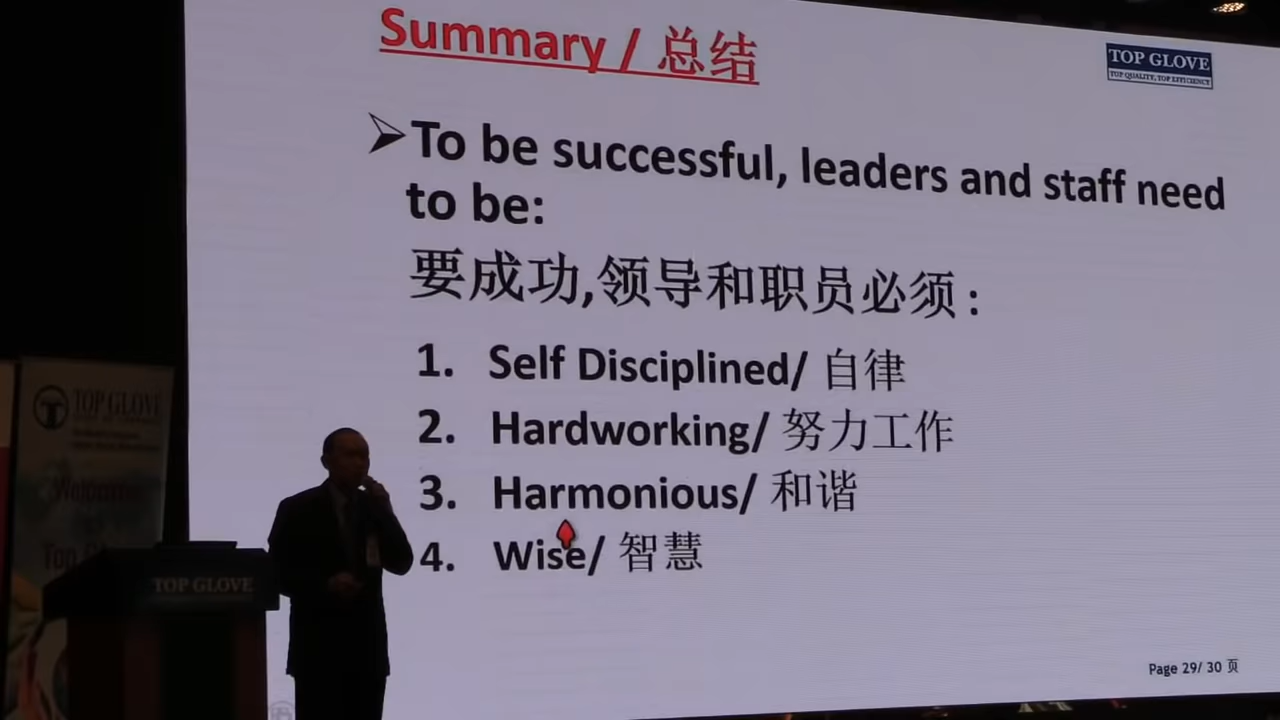 Summary / 总结
TOP GLOVE
TOP QUALITY, TOP EFFICIENCY
➢To be successful, leaders and staff need
to be:
要成功,领导和职员必须:
1. Self Disciplined/ 自律
2. Hardworking/ 努力工作
3. Harmonious/ 和谐
4. Wise/ 智慧
Page 29/ 30 页
TOP GLOVE
Welcome
TOP GLOVE